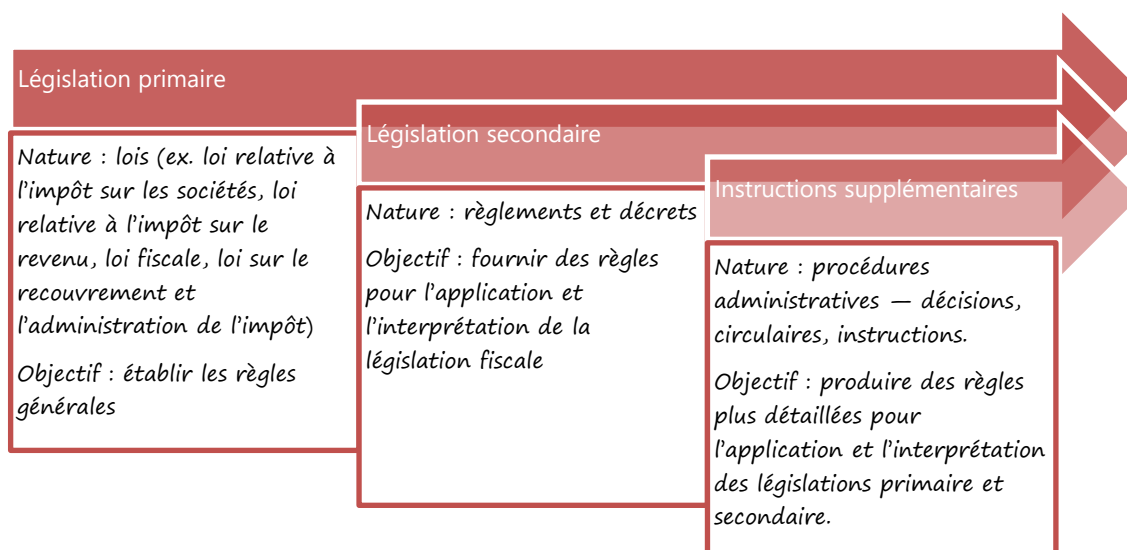 Législation primaire
Nature : lois (ex. loi relative à
l'impôt sur les sociétés, loi
relative à l'impôt sur le
revenu, loi fiscale, loi sur le
recouvrement et
l'administration de l'impôt)
Objectif : établir les règles
générales
Législation secondaire
Nature : règlements et décrets
Objectif : fournir des règles
pour l'application et
l'interprétation de la
législation fiscale
Instructions supplémentaires
Nature : procédures
administratives — décisions,
circulaires, instructions.
Objectif : produire des règles
plus détaillées pour
l'application et l'interprétation
des législations primaire et
secondaire.